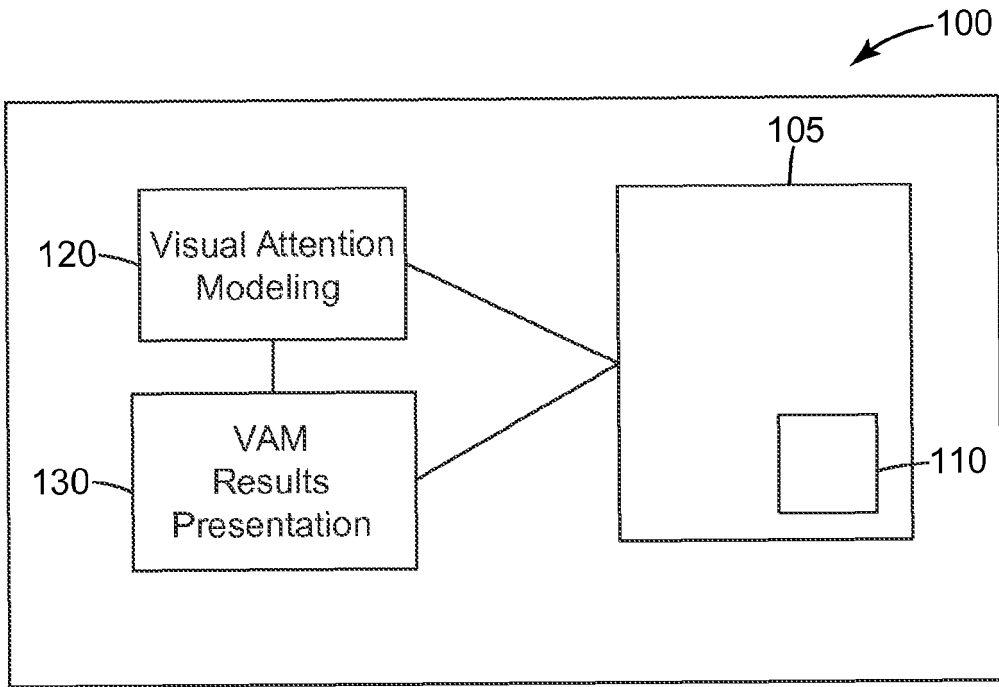 100
105
120
Visual Attention
Modeling
130
VAM
Results
Presentation
110